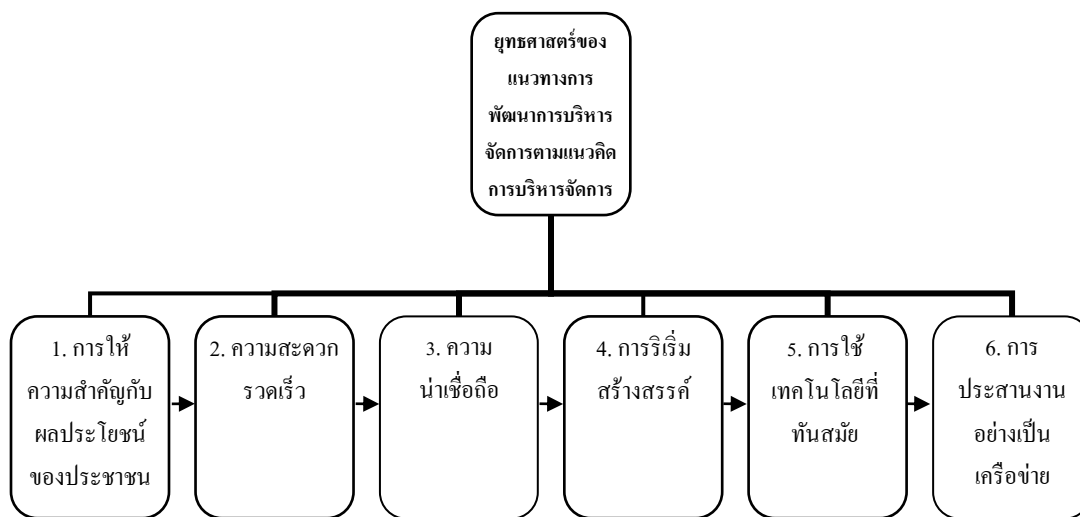 ยุทธศาสตร์ของ
แนวทางการ
พัฒนาการบริหาร
จัดการตามแนวคิด
การบริหารจัดการ
1. การให้
ความสำคัญกับ
ผลประโยชน์
ของประชาชน
2. ความสะดวก
รวดเร็ว
3. ความ
น่าเชื่อถือ
4. การริเริ่ม
สร้างสรรค์
5. การใช้
เทคโนโลยีที่
ทันสมัย
6. การ
ประสานงาน
อย่างเป็น
เครือข่าย